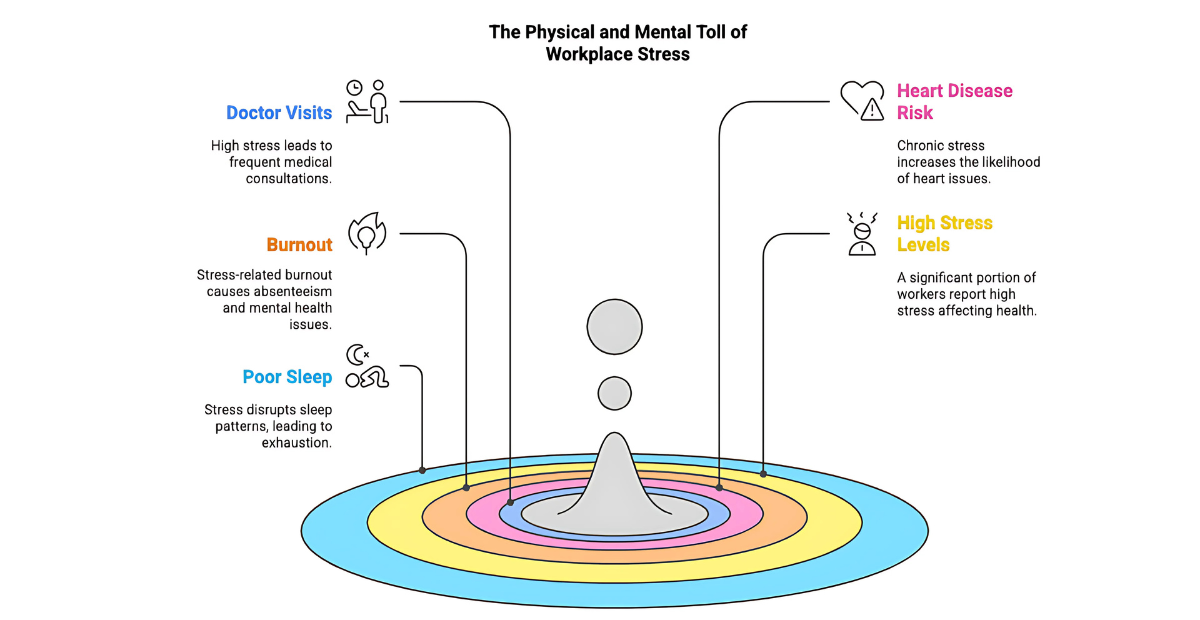 The Physical and Mental Toll of
Workplace Stress
Doctor Visits
High stress leads to
frequent medical
consultations.
Burnout
Stress-related burnout
causes absenteeism
and mental health
issues.
Poor Sleep
Stress disrupts sleep
patterns, leading to
exhaustion.
Heart Disease
Risk
Chronic stress
increases the likelihood
of heart issues.
High Stress
Levels
A significant portion of
workers report high
stress affecting health.